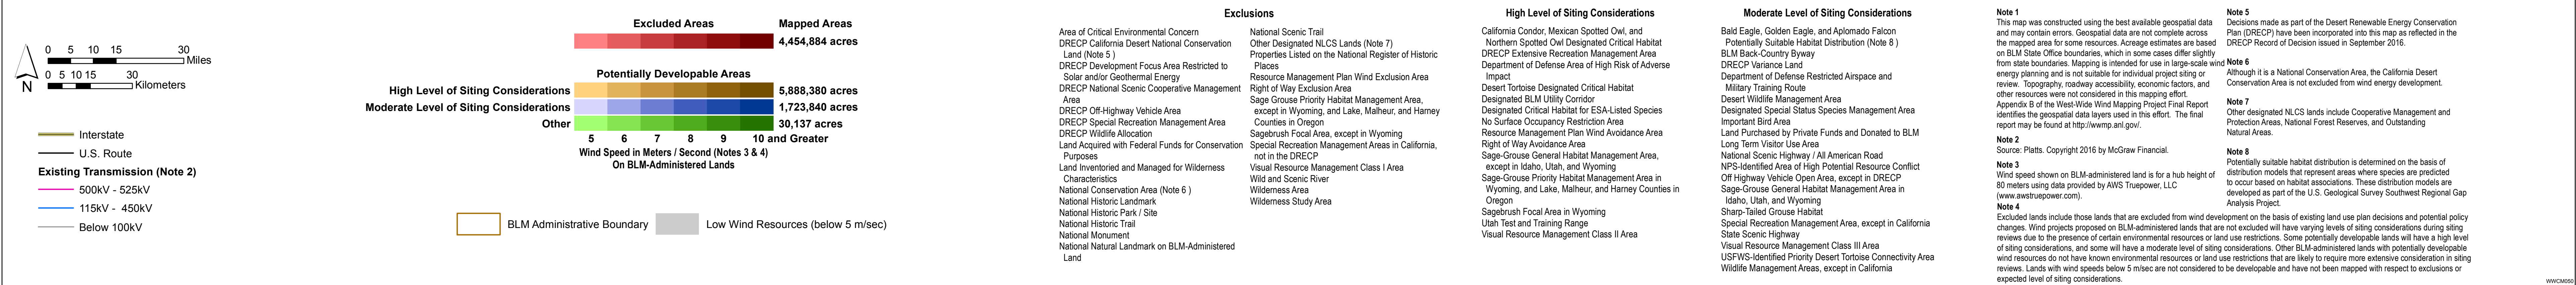 0 5 10 15 30
Miles
0 5 10 15 30
Kilometers
N
Interstate
U.S. Route
Existing Transmission (Note 2)
500kV - 525kV
115kV - 450kV
Below 100kV
Excluded Areas Mapped Areas
4,454,884 acres
Potentially Developable Areas
High Level of Siting Considerations 5,888,380 acres
Moderate Level of Siting Considerations 1,723,840 acres
Other 30,137 acres
5 6 7 8 9 10 and Greater
Wind Speed in Meters / Second (Notes 3 & 4)
On BLM-Administered Lands
BLM Administrative Boundary
Low Wind Resources (below 5 m/sec)
Exclusions
Area of Critical Environmental Concern
DRECP California Desert National Conservation
Land (Note 5 )
DRECP Development Focus Area Restricted to
Solar and/or Geothermal Energy
DRECP National Scenic Cooperative Management
Area
DRECP Off-Highway Vehicle Area
DRECP Special Recreation Management Area
DRECP Wildlife Allocation
Land Acquired with Federal Funds for Conservation
Purposes
Land Inventoried and Managed for Wilderness
Characteristics
National Conservation Area (Note 6 )
National Historic Landmark
National Historic Park / Site
National Historic Trail
National Monument
National Natural Landmark on BLM-Administered
Land
National Scenic Trail
Other Designated NLCS Lands (Note 7)
Properties Listed on the National Register of Historic
Places
Resource Management Plan Wind Exclusion Area
Right of Way Exclusion Area
Sage Grouse Priority Habitat Management Area,
except in Wyoming, and Lake, Malheur, and Harney
Counties in Oregon
Sagebrush Focal Area, except in Wyoming
Special Recreation Management Areas in California,
not in the DRECP
Visual Resource Management Class I Area
Wild and Scenic River
Wilderness Area
Wilderness Study Area
High Level of Siting Considerations
California Condor, Mexican Spotted Owl, and
Northern Spotted Owl Designated Critical Habitat
DRECP Extensive Recreation Management Area
Department of Defense Area of High Risk of Adverse
Impact
Desert Tortoise Designated Critical Habitat
Designated BLM Utility Corridor
Designated Critical Habitat for ESA-Listed Species
No Surface Occupancy Restriction Area
Resource Management Plan Wind Avoidance Area
Right of Way Avoidance Area
Sage-Grouse General Habitat Management Area,
except in Idaho, Utah, and Wyoming
Sage-Grouse Priority Habitat Management Area in
Wyoming, and Lake, Malheur, and Harney Counties in
Oregon
Sagebrush Focal Area in Wyoming
Utah Test and Training Range
Visual Resource Management Class II Area
Moderate Level of Siting Considerations
Bald Eagle, Golden Eagle, and Aplomado Falcon
Potentially Suitable Habitat Distribution (Note 8 )
BLM Back-Country Byway
DRECP Variance Land
Department of Defense Restricted Airspace and
Military Training Route
Desert Wildlife Management Area
Designated Special Status Species Management Area
Important Bird Area
Land Purchased by Private Funds and Donated to BLM
Long Term Visitor Use Area
National Scenic Highway / All American Road
NPS-Identified Area of High Potential Resource Conflict
Off Highway Vehicle Open Area, except in DRECP
Sage-Grouse General Habitat Management Area in
Idaho, Utah, and Wyoming
Sharp-Tailed Grouse Habitat
Special Recreation Management Area, except in California
State Scenic Highway
Visual Resource Management Class III Area
USFWS-Identified Priority Desert Tortoise Connectivity Area
Wildlife Management Areas, except in California
Note 1
This map was constructed using the best available geospatial data
and may contain errors. Geospatial data are not complete across
the mapped area for some resources. Acreage estimates are based
on BLM State Office boundaries, which in some cases differ slightly
from state boundaries. Mapping is intended for use in large-scale wind
energy planning and is not suitable for individual project siting or
review. Topography, roadway accessibility, economic factors, and
other resources were not considered in this mapping effort.
Appendix B of the West-Wide Wind Mapping Project Final Report
identifies the geospatial data layers used in this effort. The final
report may be found at http://wwmp.anl.gov/.
Note 2
Source: Platts. Copyright 2016 by McGraw Financial.
Note 3
Wind speed shown on BLM-administered land is for a hub height of
80 meters using data provided by AWS Truepower, LLC
(www.awstruepower.com).
Note 5
Decisions made as part of the Desert Renewable Energy Conservation
Plan (DRECP) have been incorporated into this map as reflected in the
DRECP Record of Decision issued in September 2016.
Note 6
Although it is a National Conservation Area, the California Desert
Conservation Area is not excluded from wind energy development.
Note 7
Other designated NLCS lands include Cooperative Management and
Protection Areas, National Forest Reserves, and Outstanding
Natural Areas.
Note 8
Potentially suitable habitat distribution is determined on the basis of
distribution models that represent areas where species are predicted
to occur based on habitat associations. These distribution models are
developed as part of the U.S. Geological Survey Southwest Regional Gap
Analysis Project.
Note 4
Excluded lands include those lands that are excluded from wind development on the basis of existing land use plan decisions and potential policy
changes. Wind projects proposed on BLM-administered lands that are not excluded will have varying levels of siting considerations during siting
reviews due to the presence of certain environmental resources or land use restrictions. Some potentially developable lands will have a high level
of siting considerations, and some will have a moderate level of siting considerations. Other BLM-administered lands with potentially developable
wind resources do not have known environmental resources or land use restrictions that are likely to require more extensive consideration in siting
reviews. Lands with wind speeds below 5 m/sec are not considered to be developable and have not been mapped with respect to exclusions or
expected level of siting considerations.
WWCM050